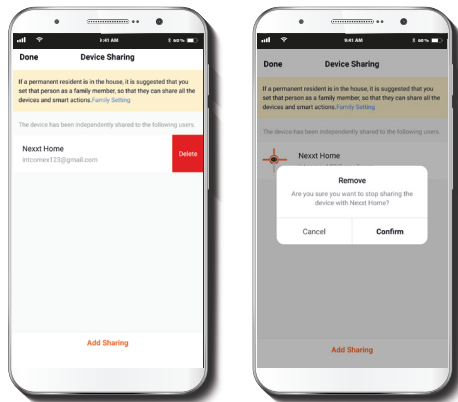 9:41 AM 60%
Done Device Sharing
If a permanent resident is in the house, it is suggested that you
set that person as a family member, so that they can share all the
devices and smart actions.Family Setting
The device has been independently shared to the following users.
Nexxt Home
intcomex123@gmail.com
Delete
Add Sharing
9:41 AM 60%
Done Device Sharing
If a permanent resident is in the house, it is suggested that you
set that person as a family member, so that they can share all the
devices and smart actions.Family Setting
The device has been independently shared to the following users.
Nexxt Home
Remove
Are you sure you want to stop sharing the
device with Nexxt Home?
Cancel Confirm
Add Sharing